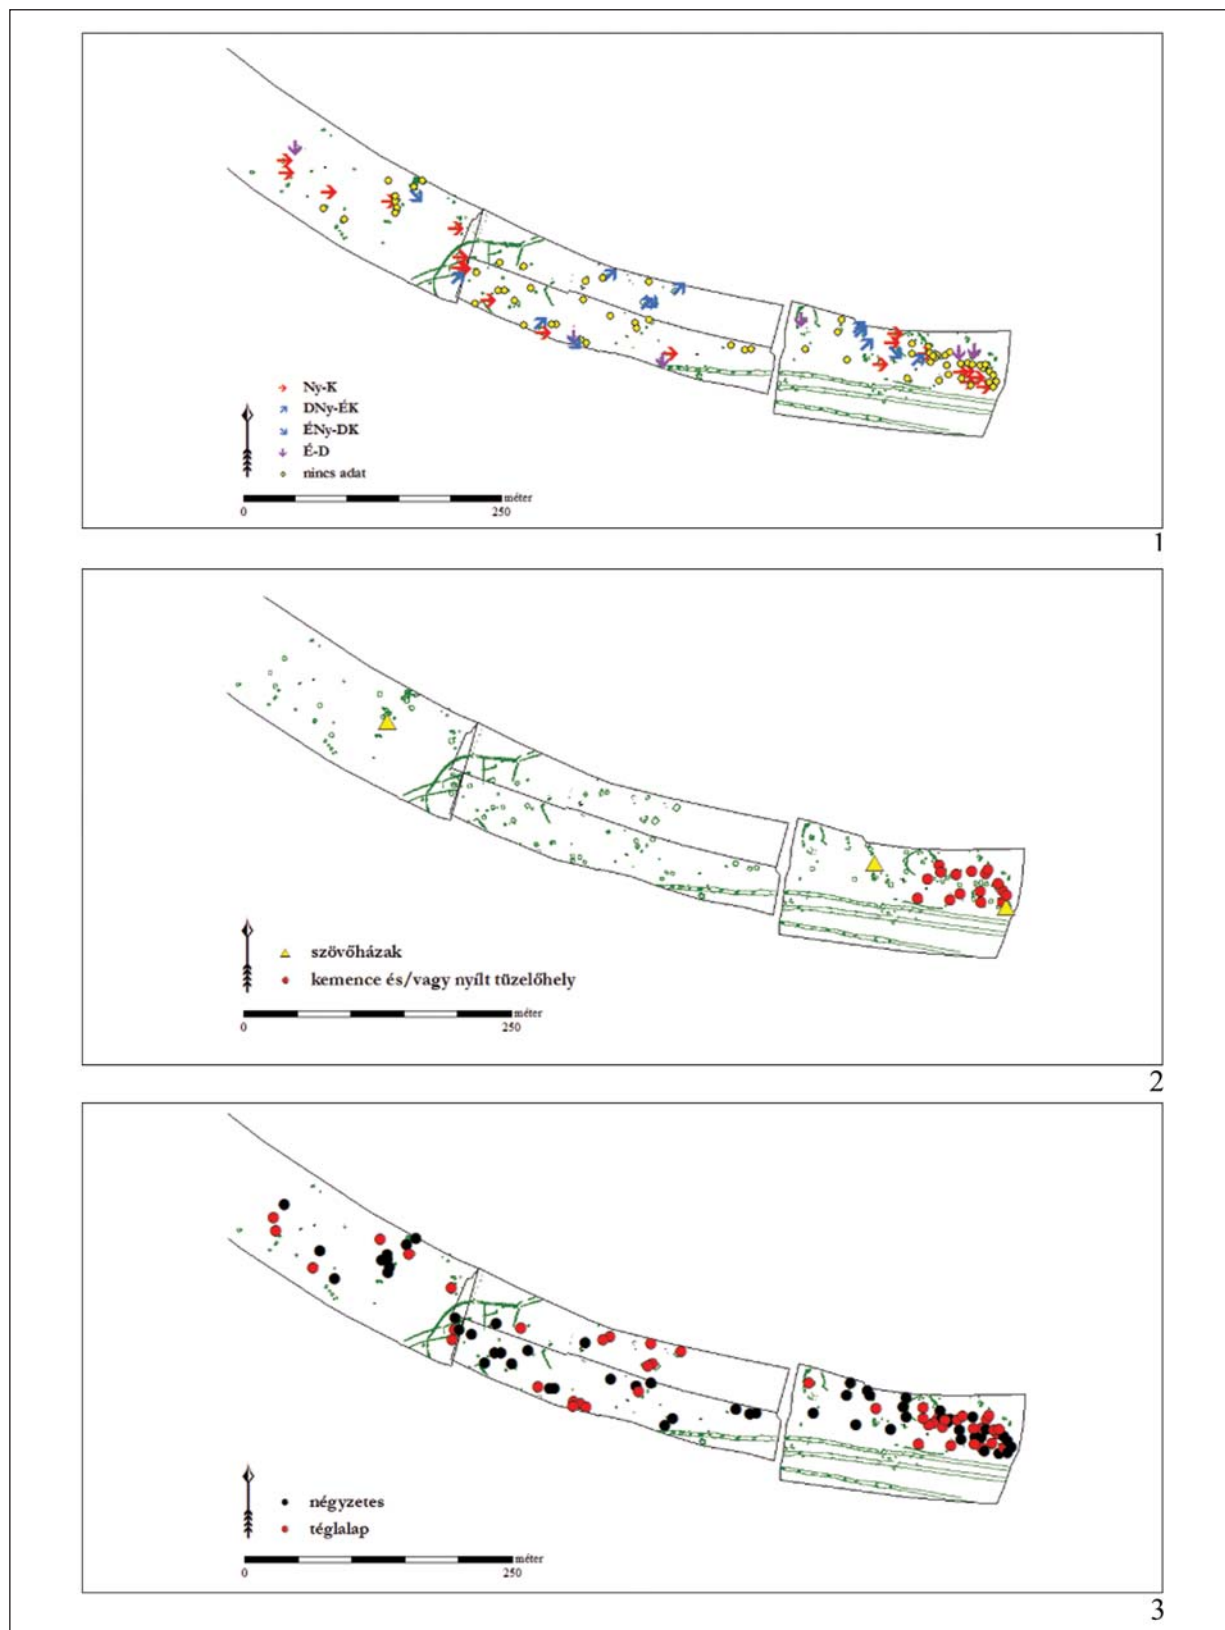 Ny-K
DNy-ÉK
ÉNy-DK
É-D
nincs adat
méter
0 250
1
szövőházak
kemence és/vagy nyílt tüzelőhely
méter
0 250
2
négyzetes
téglalap
méter
0 250
3